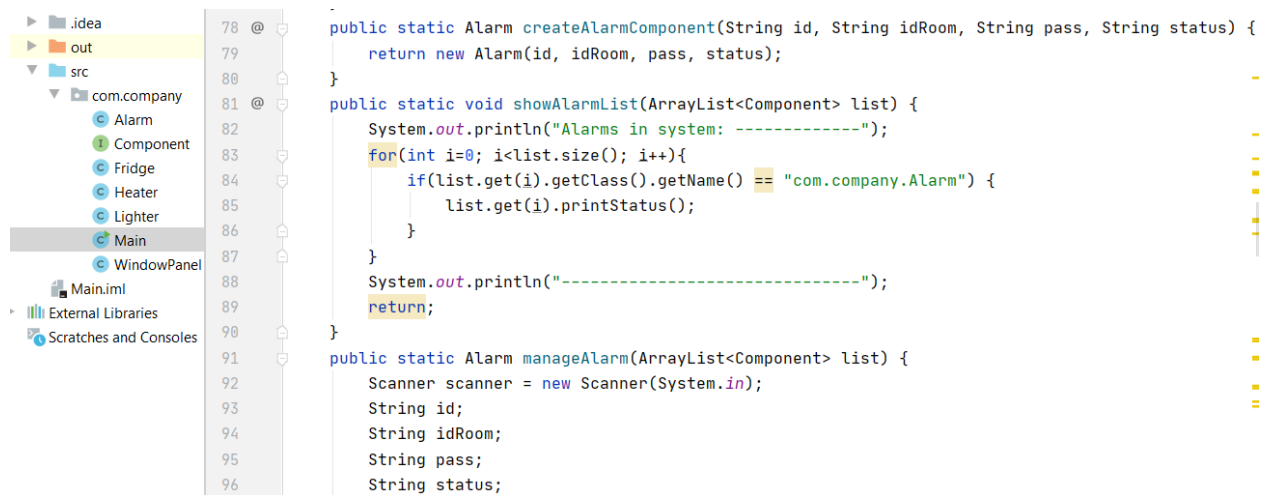 .idea
out
src
com.company
Alarm
Component
Fridge
Heater
Lighter
Main
WindowPanel
Main.iml
External Libraries
Scratches and Consoles
78 @ public static Alarm createAlarmComponent(String id, String idRoom, String pass, String status) {
79 return new Alarm(id, idRoom, pass, status);
80 }
81 @ public static void showAlarmList(ArrayList<Component> list) {
82 System.out.println("Alarms in system: -------------");
83 for(int i=0; i<list.size(); i++){
84 if(list.get(i).getClass().getName() == "com.company.Alarm") {
85 list.get(i).printStatus();
86 }
87 }
88 System.out.println("-------------------------------");
89 return;
90 }
91 public static Alarm manageAlarm(ArrayList<Component> list) {
92 Scanner scanner = new Scanner(System.in);
93 String id;
94 String idRoom;
95 String pass;
96 String status;